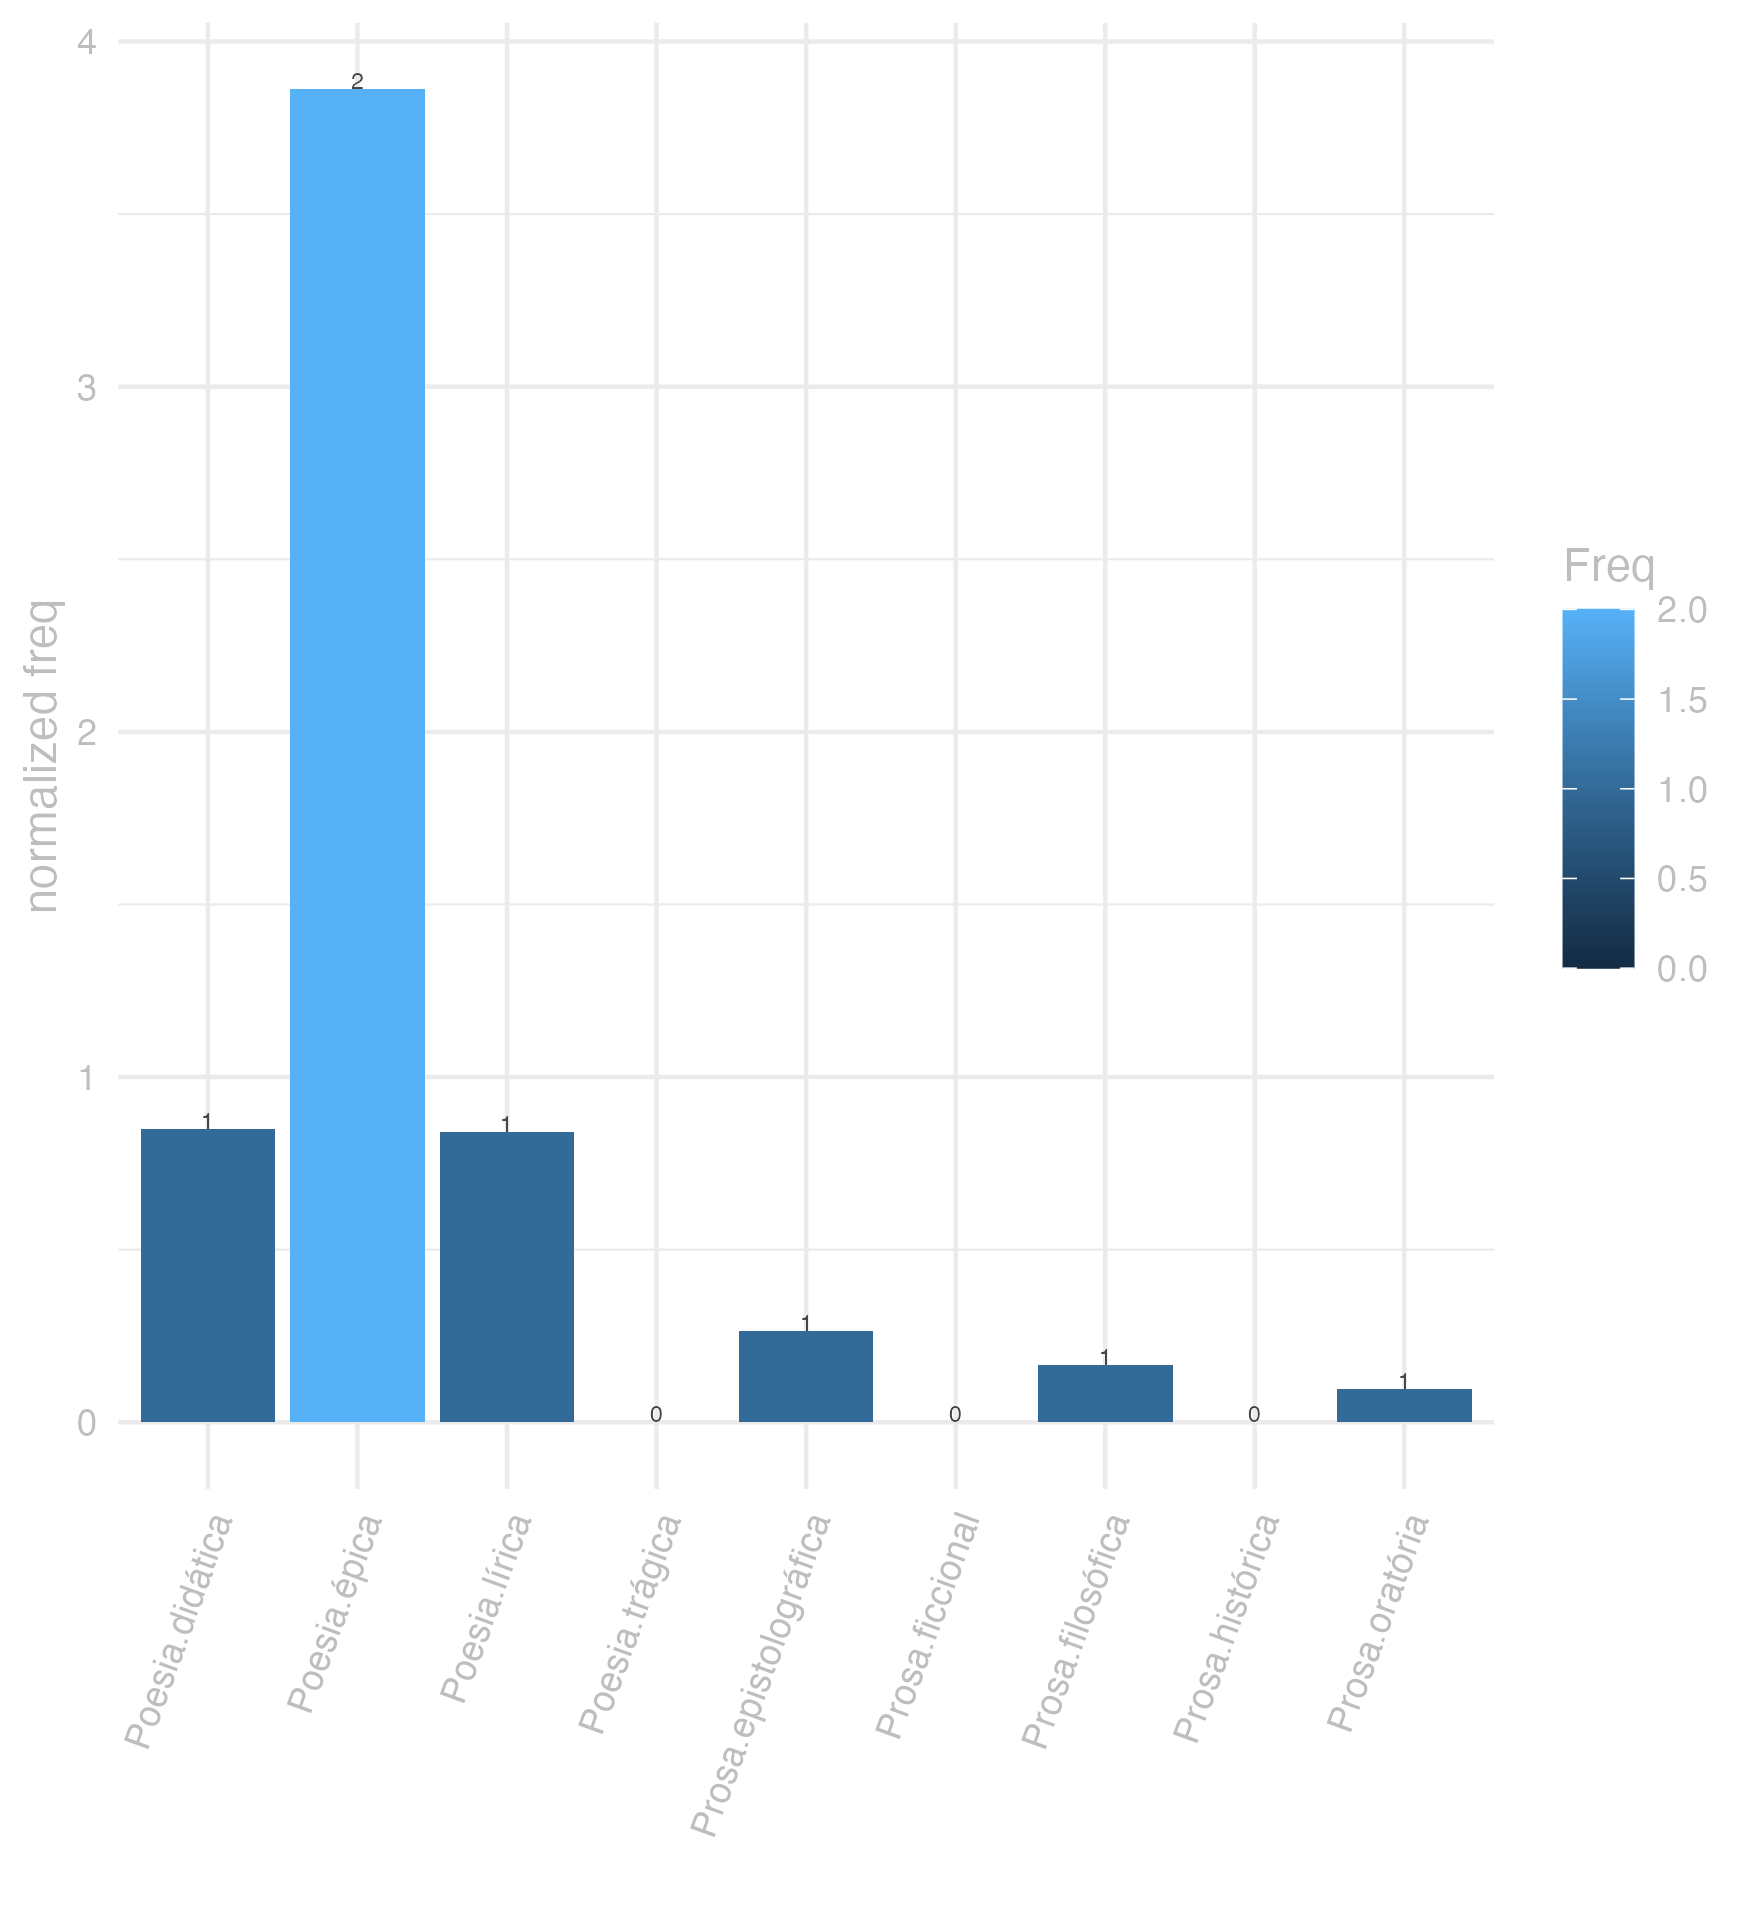 4
3
2
1
0
normalized freq
2
1
1
0
1
0
1
0
1
Poesia.didática
Poesia.épica
Poesia.lírica
Poesia.trágica
Prosa.epistolográfica
Prosa.ficcional
Prosa.filosófica
Prosa.histórica
Prosa.oratória
Freq
2.0
1.5
1.0
0.5
0.0